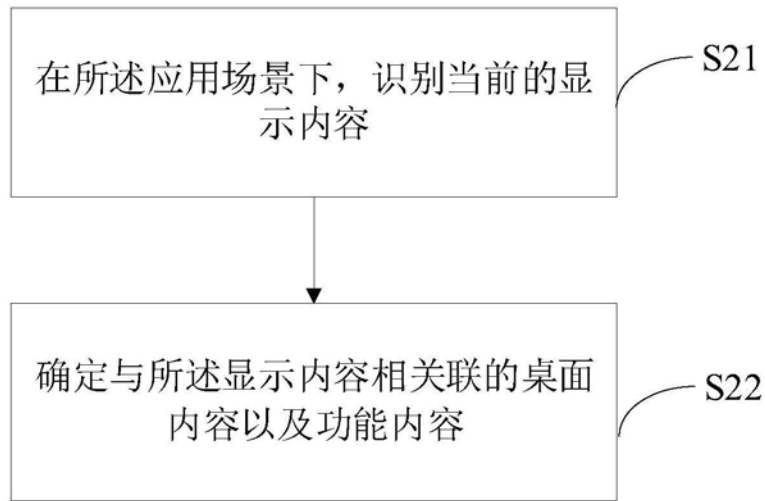 在所述应用场景下，识别当前的显
示内容
S21
确定与所述显示内容相关联的桌面
内容以及功能内容
S22